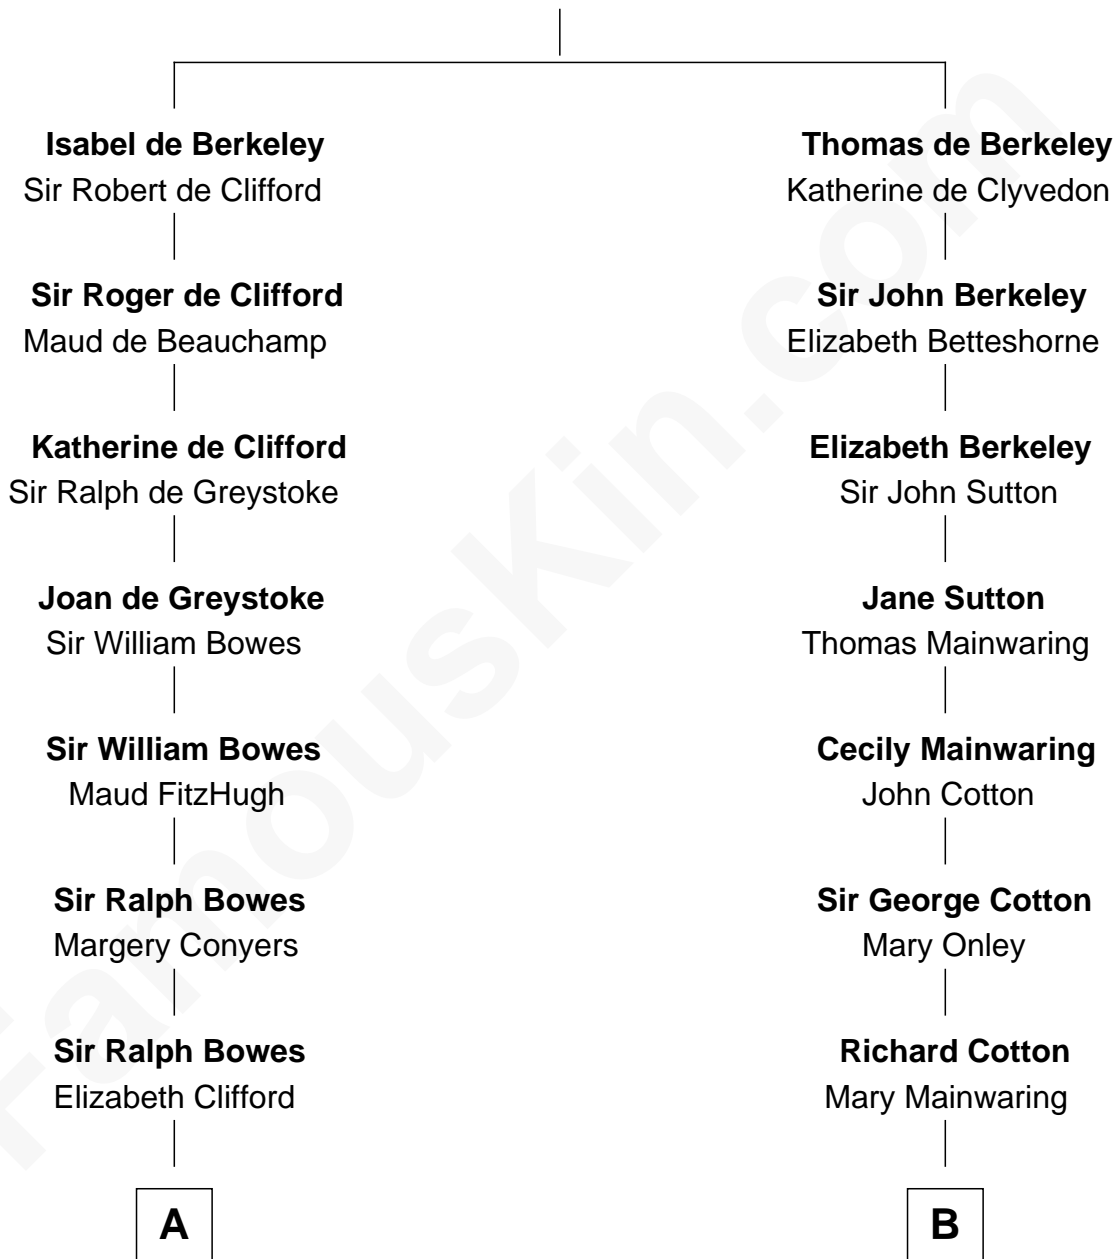 Isabel de Berkeley
Sir Robert de Clifford
Sir Roger de Clifford
Maud de Beauchamp
Katherine de Clifford
Sir Ralph de Greystoke
Joan de Greystoke
Sir William Bowes
Sir William Bowes
Maud FitzHugh
Sir Ralph Bowes
Margery Conyers
Sir Ralph Bowes
Elizabeth Clifford
A
Thomas de Berkeley
Katherine de Clyvedon
Sir John Berkeley
Elizabeth Betteshorne
Elizabeth Berkeley
Sir John Sutton
Jane Sutton
Thomas Mainwaring
Cecily Mainwaring
John Cotton
Sir George Cotton
Mary Onley
Richard Cotton
Mary Mainwaring
B
FamousKin.com